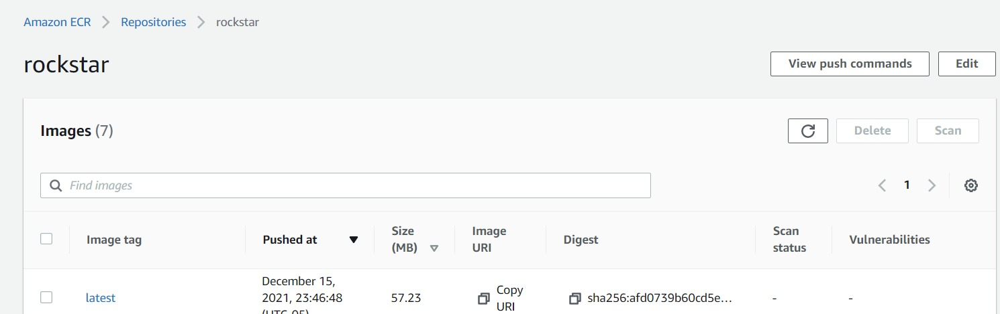 Amazon ECR > Repositories > rockstar
rockstar
View push commands
Edit
Images (7)
Delete
Scan
Find images
1
Image tag
Pushed at
Size
(MB)
Image
URI
Digest
Scan
status
Vulnerabilities
latest
December 15,
2021, 23:46:48
(UTC-05)
57.23
Copy
URI
sha256:afd0739b60cd5e...
-
-